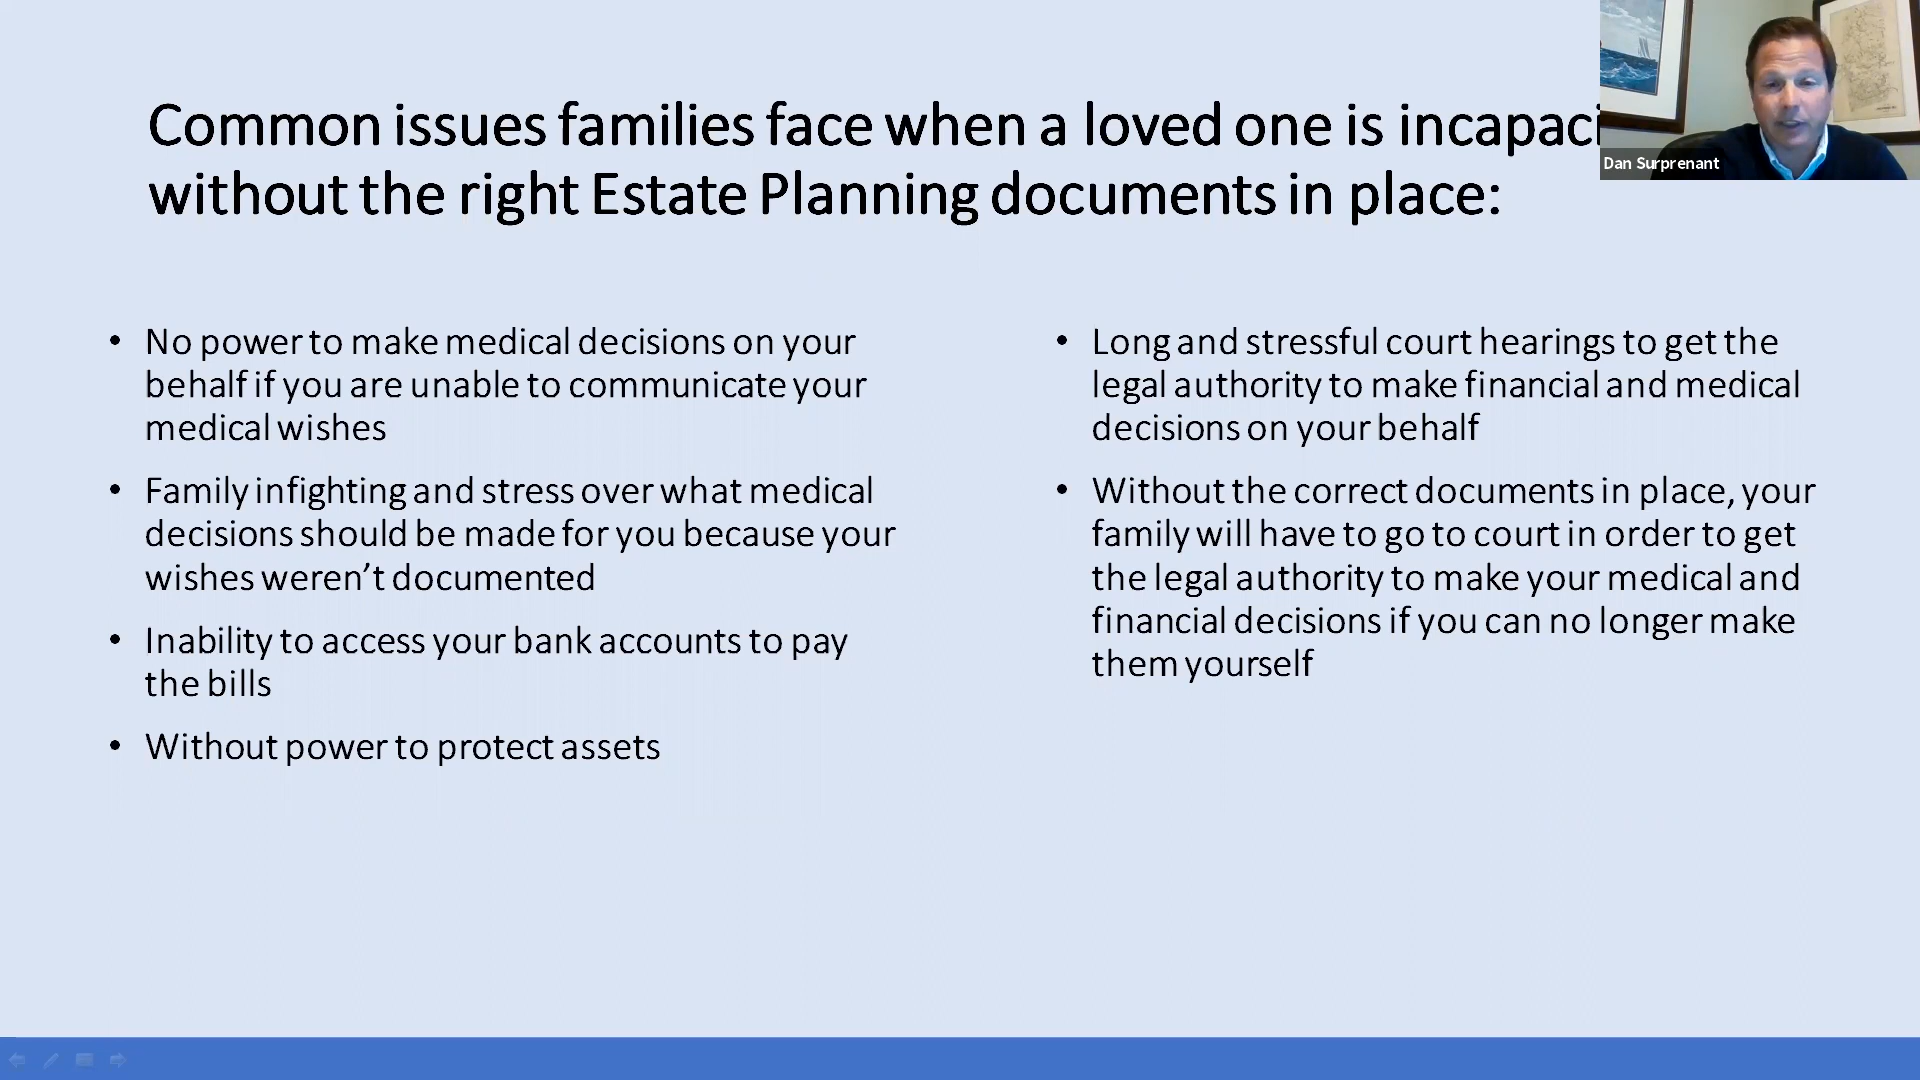 Common issues families face when a loved one is
without the right Estate Planning documents in place:
Dan Surprenant
• No power to make medical decisions on your
behalf if you are unable to communicate your
medical wishes
• Family infighting and stress over what medical
decisions should be made for you because your
wishes weren’t documented
• Inability to access your bank accounts to pay
the bills
• Without power to protect assets
• Long and stressful court hearings to get the
legal authority to make financial and medical
decisions on your behalf
• Without the correct documents in place, your
family will have to go to court in order to get
the legal authority to make your medical and
financial decisions if you can no longer make
them yourself